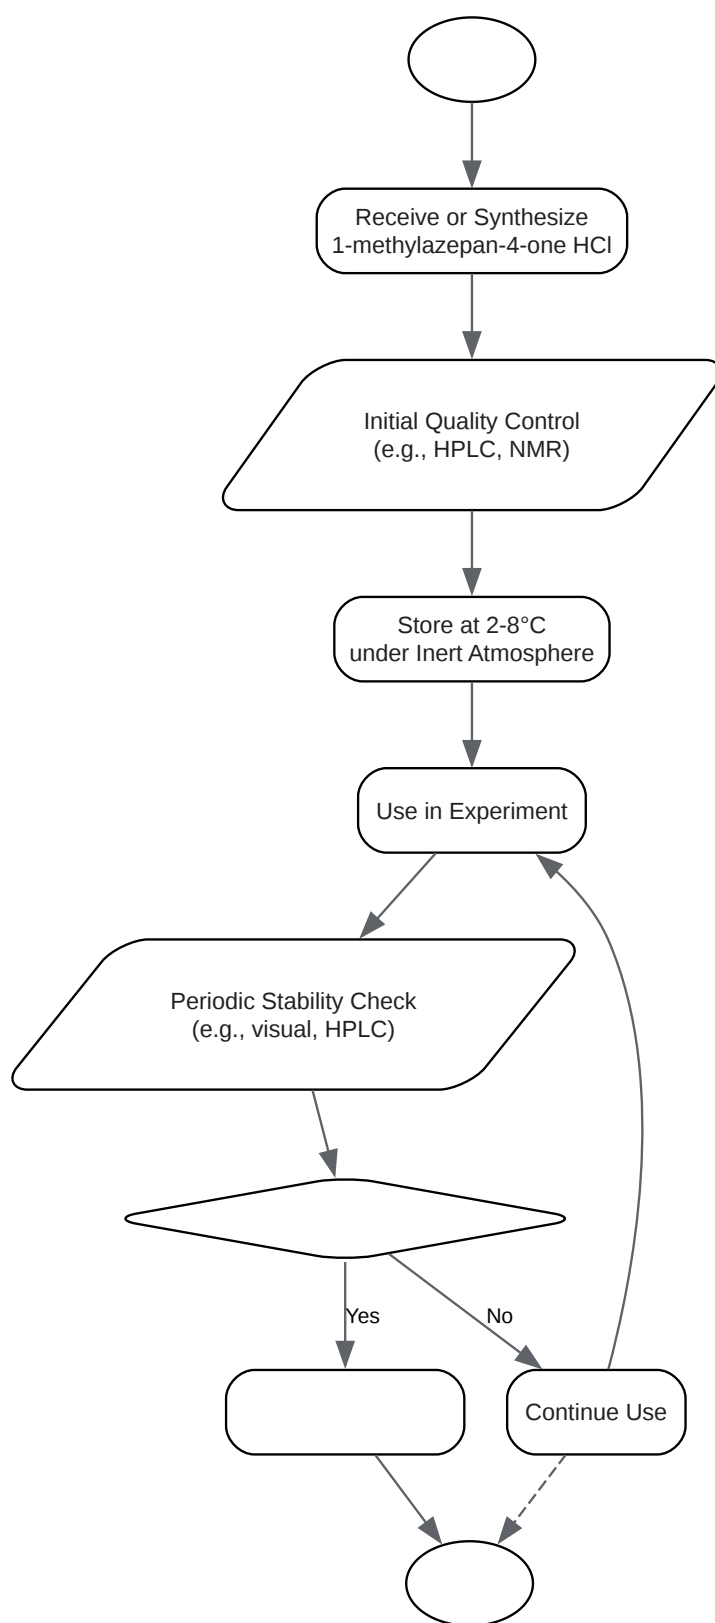 Receive or Synthesize
1-methylazepan-4-one HCl
Initial Quality Control
(e.g., HPLC, NMR)
Store at 2-8°C
under Inert Atmosphere
Use in Experiment
Periodic Stability Check
(e.g., visual, HPLC)
Yes
No
Continue Use